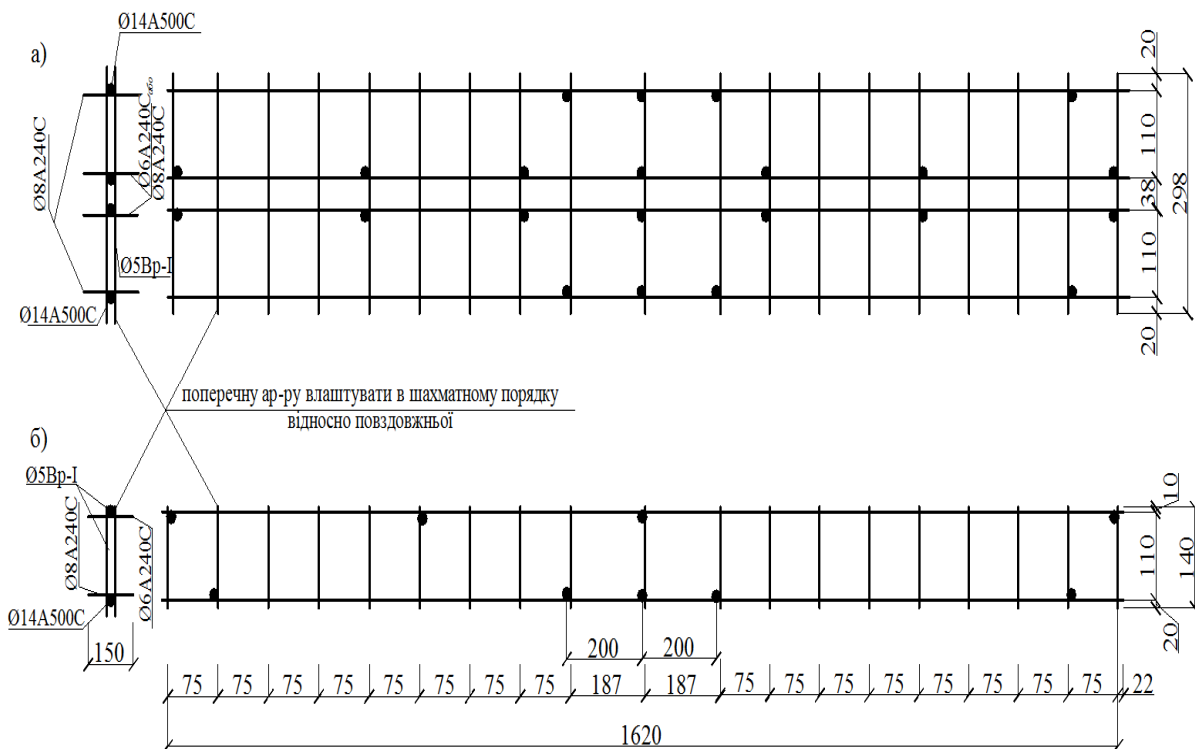 Ø14А500С
а)
Ø8А240С
Ø6А240С або
Ø8А240С
Ø5Вр-І
Ø14А500С
20
110
38
110
20
298
поперечну ар-ру влаштувати в шахматному порядку
відносно повздовжньої
б)
Ø5Вр-І
Ø8А240С
Ø6А240С
Ø14А500С
150
10
110
20
140
200 200
75 75 75 75 75 75 75 75 187 187 75 75 75 75 75 75 75 75 22
1620